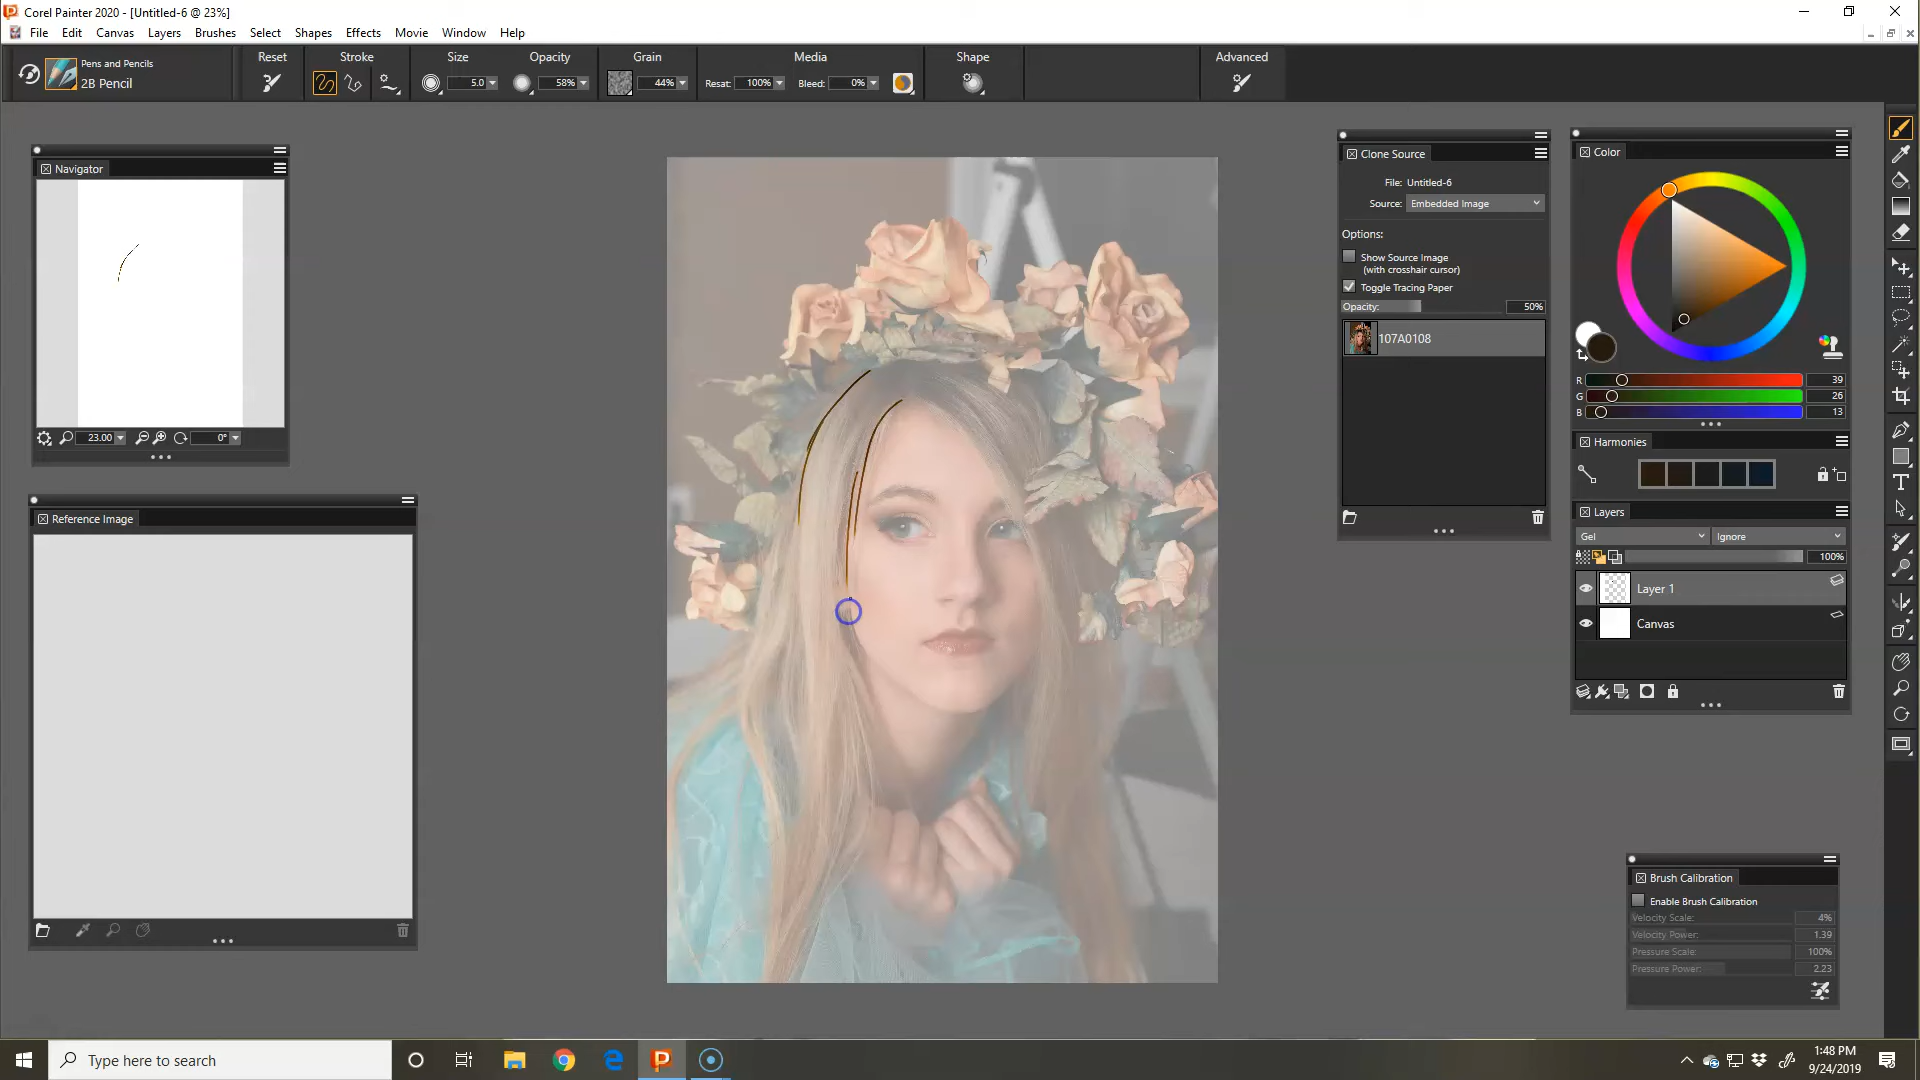 Corel Painter 2020 - [Untitled-6 @ 23%]
File Edit Canvas Layers Brushes Select Shapes Effects Movie Window Help
Pens and Pencils
2B Pencil
Reset Stroke Size Opacity Grain Media Shape Advanced
5.0 58% 44% Resat: 100% Bleed: 0%
Navigator
23.00 0°
Reference Image
Clone Source
File: Untitled-6
Source: Embedded Image
Options:
Show Source Image
(with crosshair cursor)
Toggle Tracing Paper
Opacity: 50%
107A0108
Color
R 39
G 26
B 13
Harmonies
Layers
Gel Ignore
100%
Layer 1
Canvas
Brush Calibration
Enable Brush Calibration
Velocity Scale: 4%
Velocity Power: 1.39
Pressure Scale: 100%
Pressure Power: 2.23
Type here to search
1:48 PM
9/24/2019